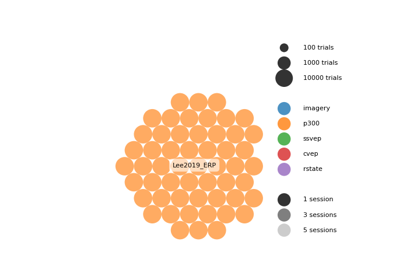 100 trials
1000 trials
10000 trials
imagery
p300
ssvep
cvep
rstate
Lee2019_ERP
1 session
3 sessions
5 sessions